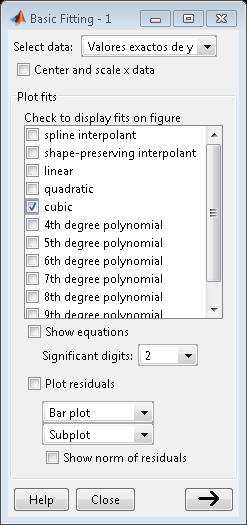 Basic Fitting - 1
Select data: Valores exactos de y
Center and scale x data
Plot fits
Check to display fits on figure
spline interpolant
shape-preserving interpolant
linear
quadratic
cubic
4th degree polynomial
5th degree polynomial
6th degree polynomial
7th degree polynomial
8th degree polynomial
9th degree polynomial
Show equations
Significant digits: 2
Plot residuals
Bar plot
Subplot
Show norm of residuals
Help Close